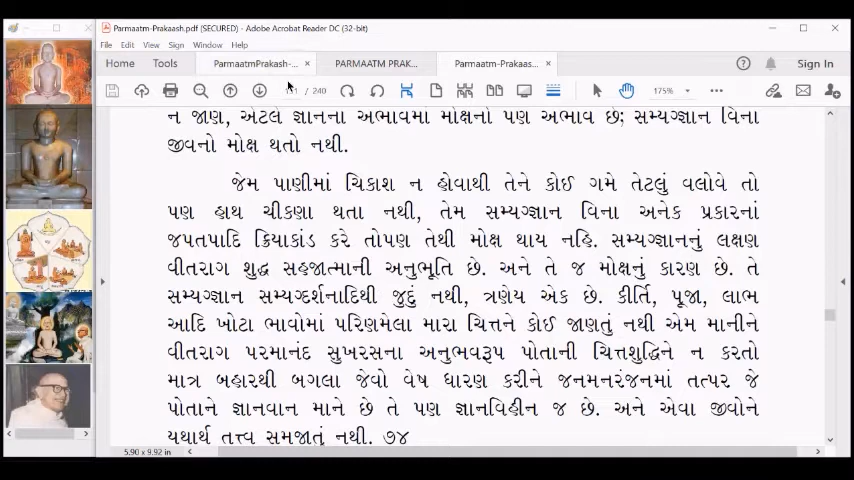 Parmaatm-Prakaash.pdf (SECURED) - Adobe Acrobat Reader DC (32-bit)
File Edit View Sign Window Help
Home Tools ParmaatmPrakash-... × PARMAATM PRAK... Parmaatm-Prakaas... × Sign In
/ 240 175%
ન જાણ, એટલે જ્ઞાનના અભાવમાં મોક્ષનો પણ અભાવ છે; સમ્યગ્જ્ઞાન વિના
જીવનો મોક્ષ થતો નથી.
જેમ પાણીમાં ચિકાશ ન હોવાથી તેને કોઈ ગમે તેટલું વલોવે તો
પણ હાથ ચીકણા થતા નથી, તેમ સમ્યગ્જ્ઞાન વિના અનેક પ્રકારનાં
જપતપાદિ ક્રિયાકાંડ કરે તોપણ તેથી મોક્ષ થાય નહિ. સમ્યગ્જ્ઞાનનું લક્ષણ
વીતરાગ શુદ્ધ સહજાત્માની અનુભૂતિ છે. અને તે જ મોક્ષનું કારણ છે. તે
સમ્યગ્જ્ઞાન સમ્યગ્દર્શનાદિથી જુદું નથી, ત્રણેય એક છે. કીર્તિ, પૂજા, લાભ
આદિ ખોટા ભાવોમાં પરિણમેલા મારા ચિત્તને કોઈ જાણતું નથી એમ માનીને
વીતરાગ પરમાનંદ સુખરસના અનુભવરૂપ પોતાની ચિત્તશુદ્ધિને ન કરતો
માત્ર બહારથી બગલા જેવો વેષ ધારણ કરીને જનમનરંજનમાં તત્પર જે
પોતાને જ્ઞાનવાન માને છે તે પણ જ્ઞાનવિહીન જ છે. અને એવા જીવોને
યથાર્થ તત્ત્વ સમજાતું નથી. ૭૪
5.90 x 9.92 in